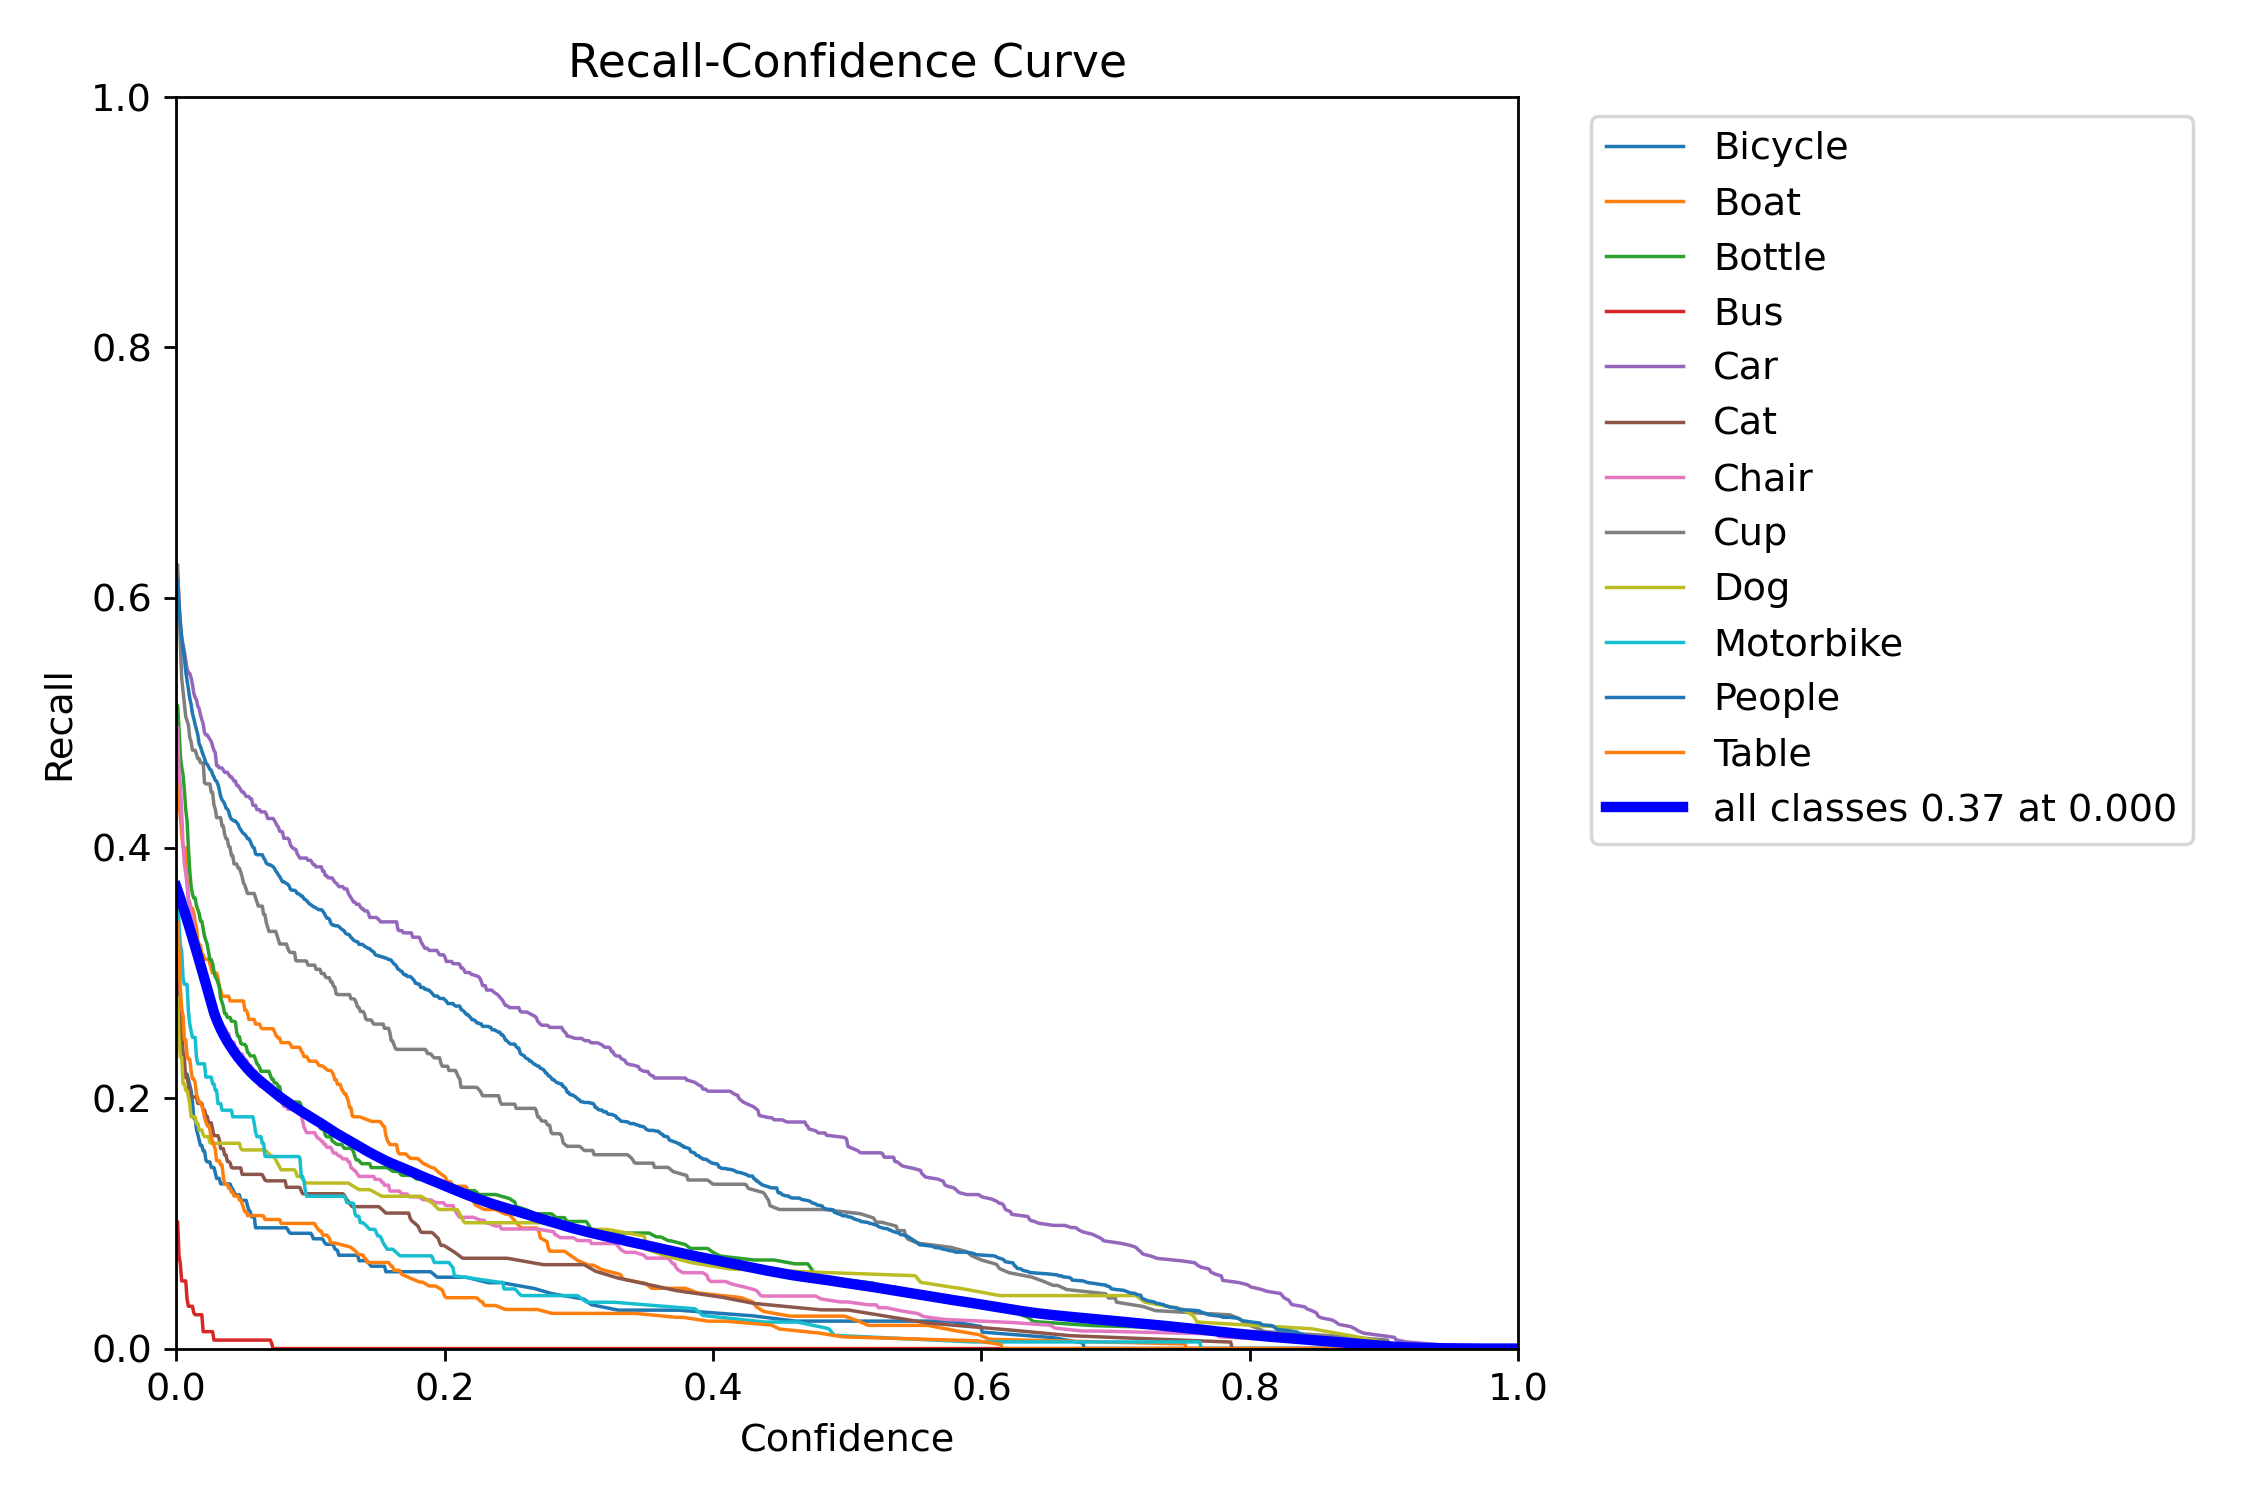 Recall-Confidence Curve
1.0
0.8
0.6
0.4
0.2
0.0
Recall
0.0 0.2 0.4 0.6 0.8 1.0
Confidence
Bicycle
Boat
Bottle
Bus
Car
Cat
Chair
Cup
Dog
Motorbike
People
Table
all classes 0.37 at 0.000